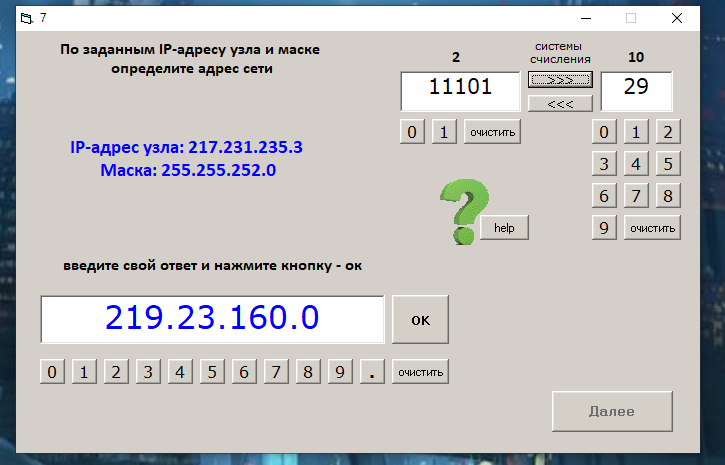 7
По заданным IP-адресу узла и маске
определите адрес сети
IP-адрес узла: 217.231.235.3
Маска: 255.255.252.0
2
системы
счисления
10
11101
>>>
<<<
29
0 1 очистить
0 1 2
3 4 5
6 7 8
9 очистить
help
введите свой ответ и нажмите кнопку - ок
219.23.160.0
ок
0 1 2 3 4 5 6 7 8 9 . очистить
Далее